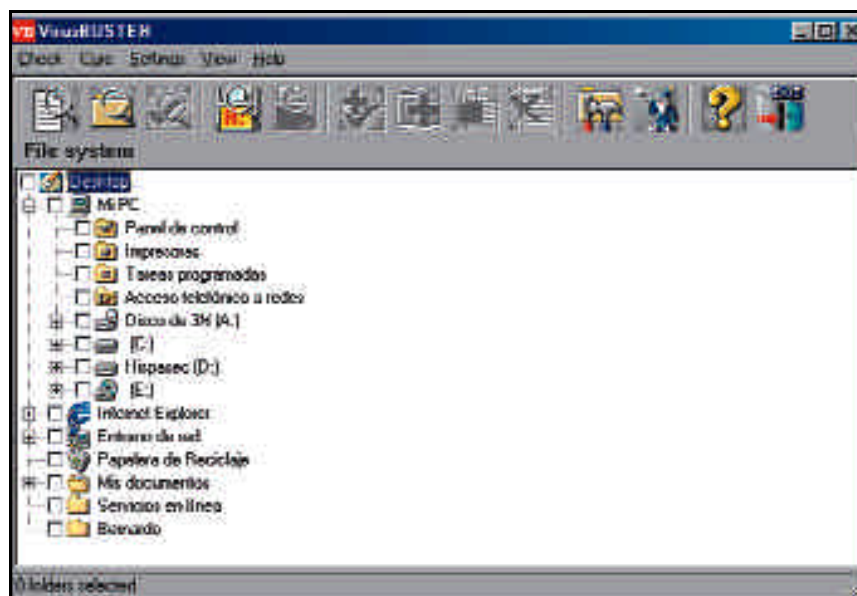 VirusBUSTER
Check Cure Settings View Help
File system
Desktop
Mi PC
Panel de control
Impresoras
Tareas programadas
Acceso telefónico a redes
Disco de 3½ (A:)
(C:)
Hispasec (D:)
(E:)
Internet Explorer
Entorno de red
Papelera de Reciclaje
Mis documentos
Servicios en línea
Bernardo
0 folders selected